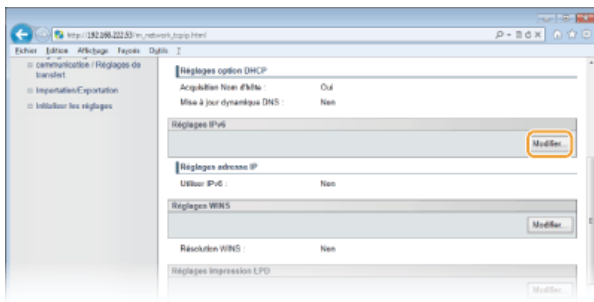 http://192.168.222.53/m_network_tcpip.html
Fichier Edition Affichage Favoris Outils ?
communication / Réglages de transfert
Importation/Exportation
Initialiser les réglages
Réglages option DHCP
Acquisition Nom d'hôte : Oui
Mise à jour dynamique DNS : Non
Réglages IPv6
Modifier...
Réglages adresse IP
Utiliser IPv6 : Non
Réglages WINS
Modifier...
Résolution WINS : Non
Réglages impression LPD
Modifier...